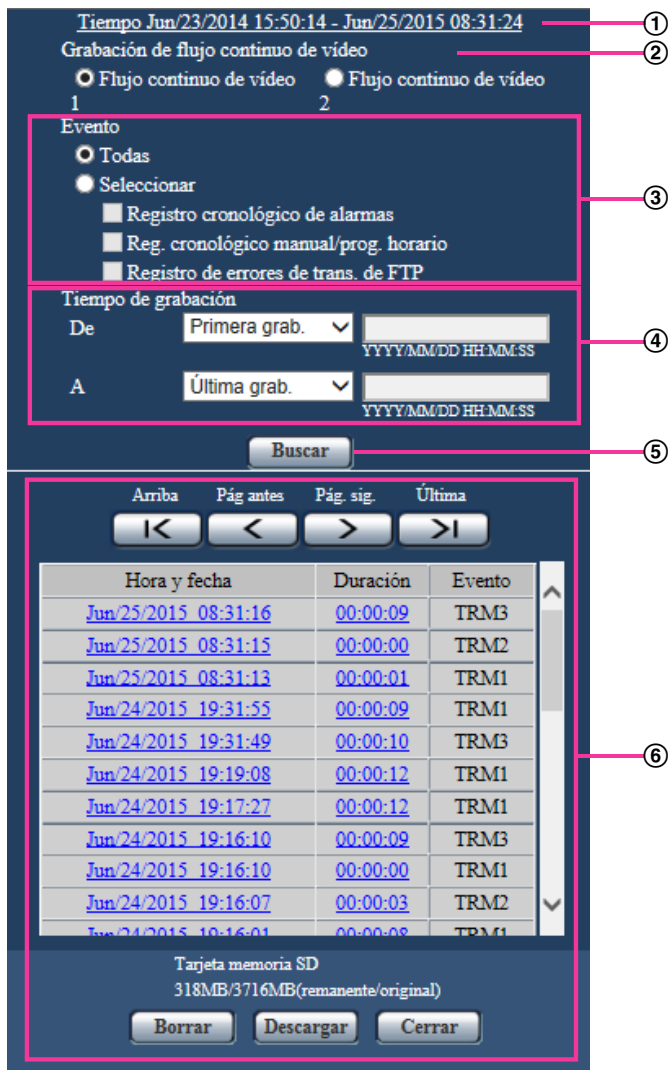 Tiempo Jun/23/2014 15:50:14 - Jun/25/2015 08:31:24 ①
Grabación de flujo continuo de vídeo ②
Flujo continuo de vídeo 1 Flujo continuo de vídeo 2
Evento
Todas
Seleccionar ③
Registro cronológico de alarmas
Reg. cronológico manual/prog. horario
Registro de errores de trans. de FTP
Tiempo de grabación
De Primera grab. ④
YYYY/MM/DD HH:MM:SS
A Última grab.
YYYY/MM/DD HH:MM:SS
Buscar ⑤
Arriba Pág antes Pág. sig. Última
Hora y fecha Duración Evento
Jun/25/2015 08:31:16 00:00:09 TRM3
Jun/25/2015 08:31:15 00:00:00 TRM2
Jun/25/2015 08:31:13 00:00:01 TRM1
Jun/24/2015 19:31:55 00:00:09 TRM1
Jun/24/2015 19:31:49 00:00:10 TRM3 ⑥
Jun/24/2015 19:19:08 00:00:12 TRM1
Jun/24/2015 19:17:27 00:00:12 TRM1
Jun/24/2015 19:16:10 00:00:09 TRM3
Jun/24/2015 19:16:10 00:00:00 TRM1
Jun/24/2015 19:16:07 00:00:03 TRM2
Jun/24/2015 19:16:01 00:00:08 TRM1
Tarjeta memoria SD
318MB/3716MB(remanente/original)
Borrar Descargar Cerrar